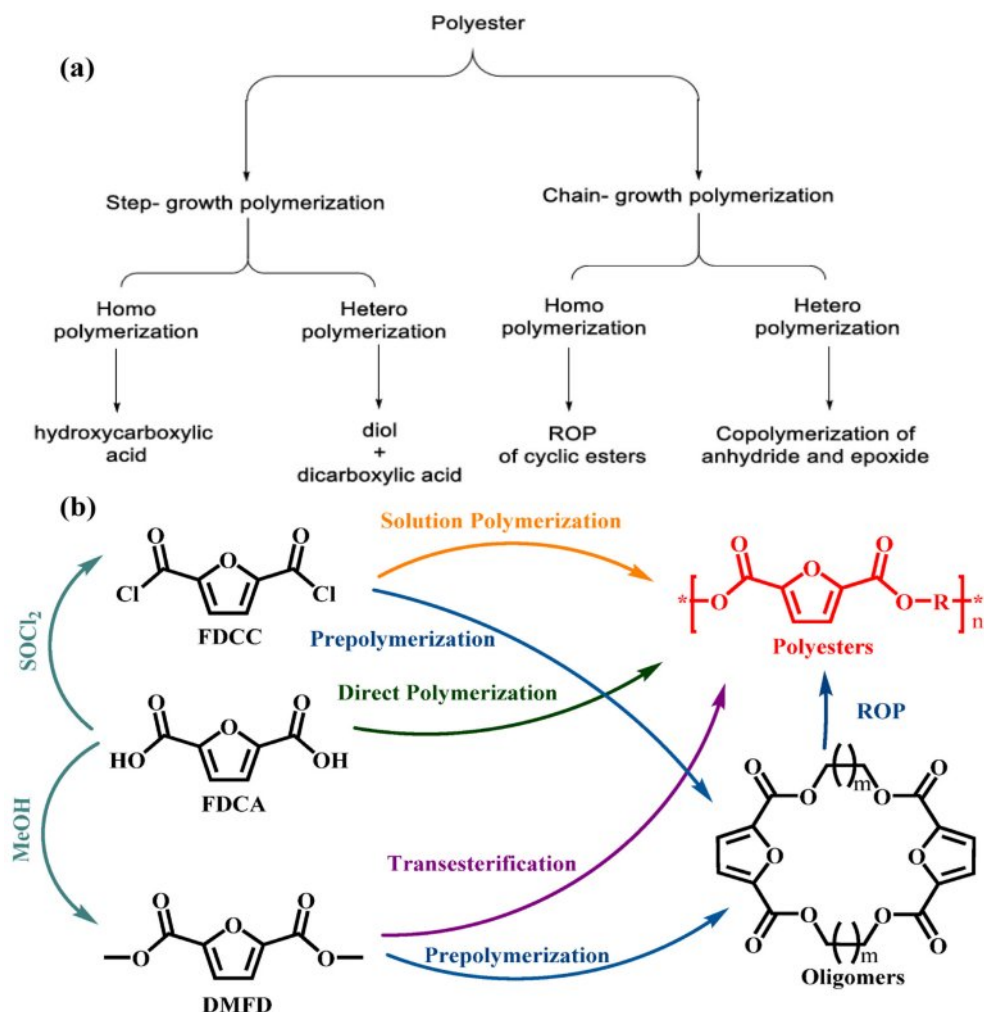 Polyester
(a)
Step- growth polymerization
Chain- growth polymerization
Homo
polymerization
Hetero
polymerization
Homo
polymerization
Hetero
polymerization
hydroxycarboxylic
acid
diol
+
dicarboxylic acid
ROP
of cyclic esters
Copolymerization of
anhydride and epoxide
(b)
SOCl₂
MeOH
O
O
O
Cl
Cl
FDCC
O
O
O
HO
OH
FDCA
O
O
O
O
O
DMFD
Solution Polymerization
Prepolymerization
Direct Polymerization
Transesterification
Prepolymerization
O
O
O
* O
O-R *
n
Polyesters
ROP
O
m
O
O
O
O
O
O
O
O
O
m
Oligomers